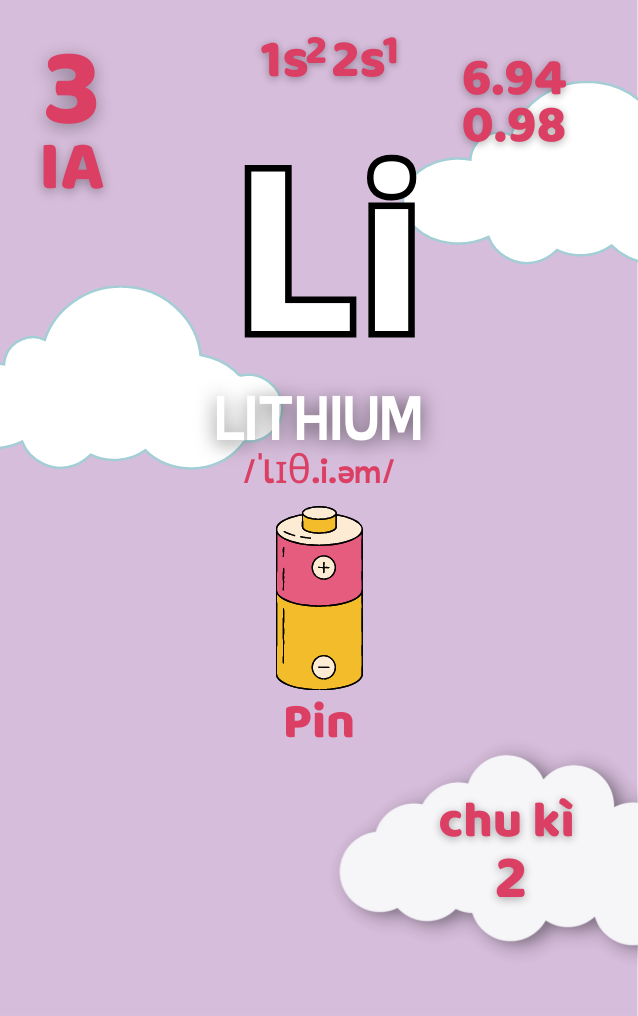 3
IA
1s² 2s¹
6.94
0.98
Li
LITHIUM
/ˈlɪθ.i.əm/
+
−
Pin
chu kì
2